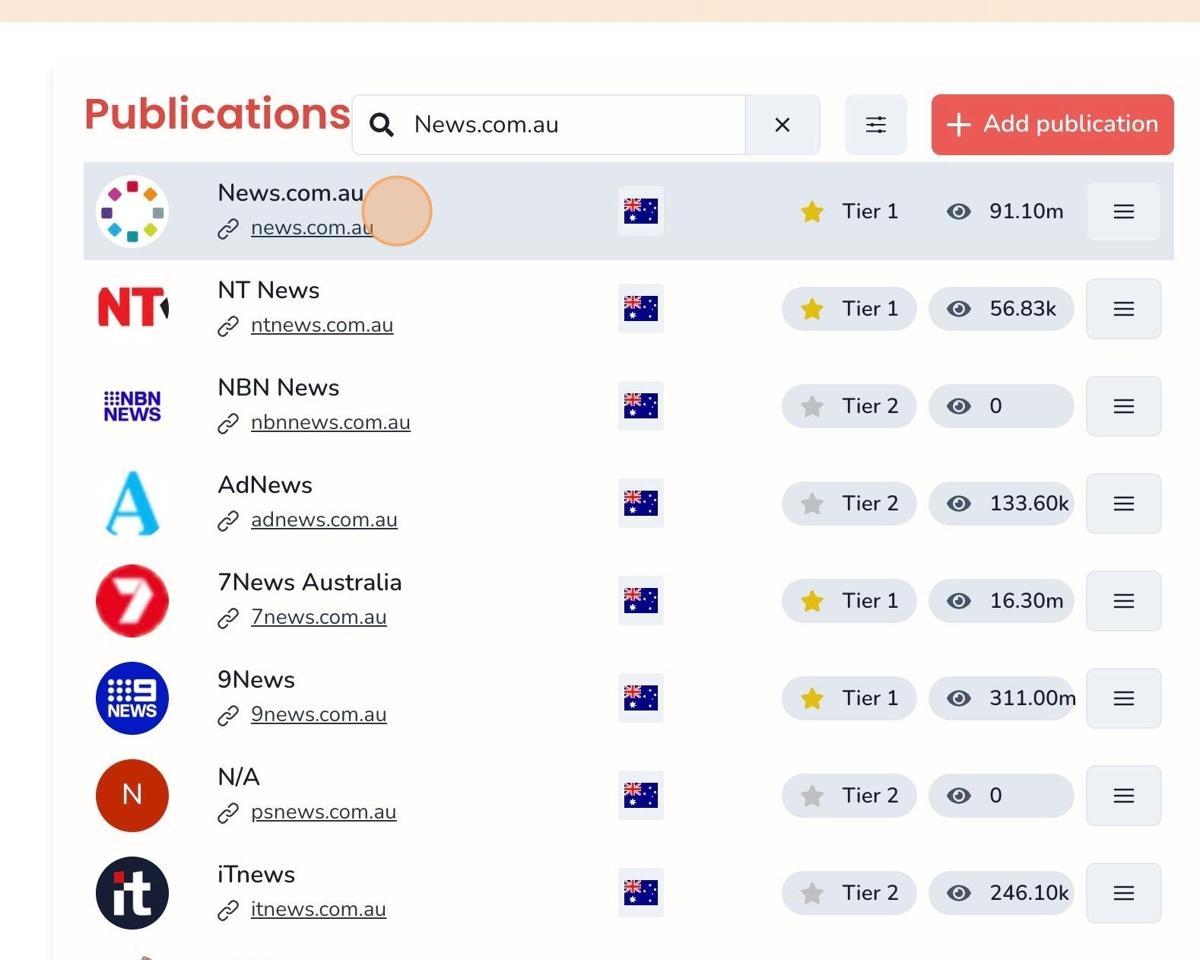 Publications
News.com.au
Add publication
News.com.au
news.com.au
Tier 1
91.10m
NT
NT News
ntnews.com.au
Tier 1
56.83k
NBN
NEWS
NBN News
nbnnews.com.au
Tier 2
0
A
AdNews
adnews.com.au
Tier 2
133.60k
7
7News Australia
7news.com.au
Tier 1
16.30m
9
NEWS
9News
9news.com.au
Tier 1
311.00m
N
N/A
psnews.com.au
Tier 2
0
it
iTnews
itnews.com.au
Tier 2
246.10k